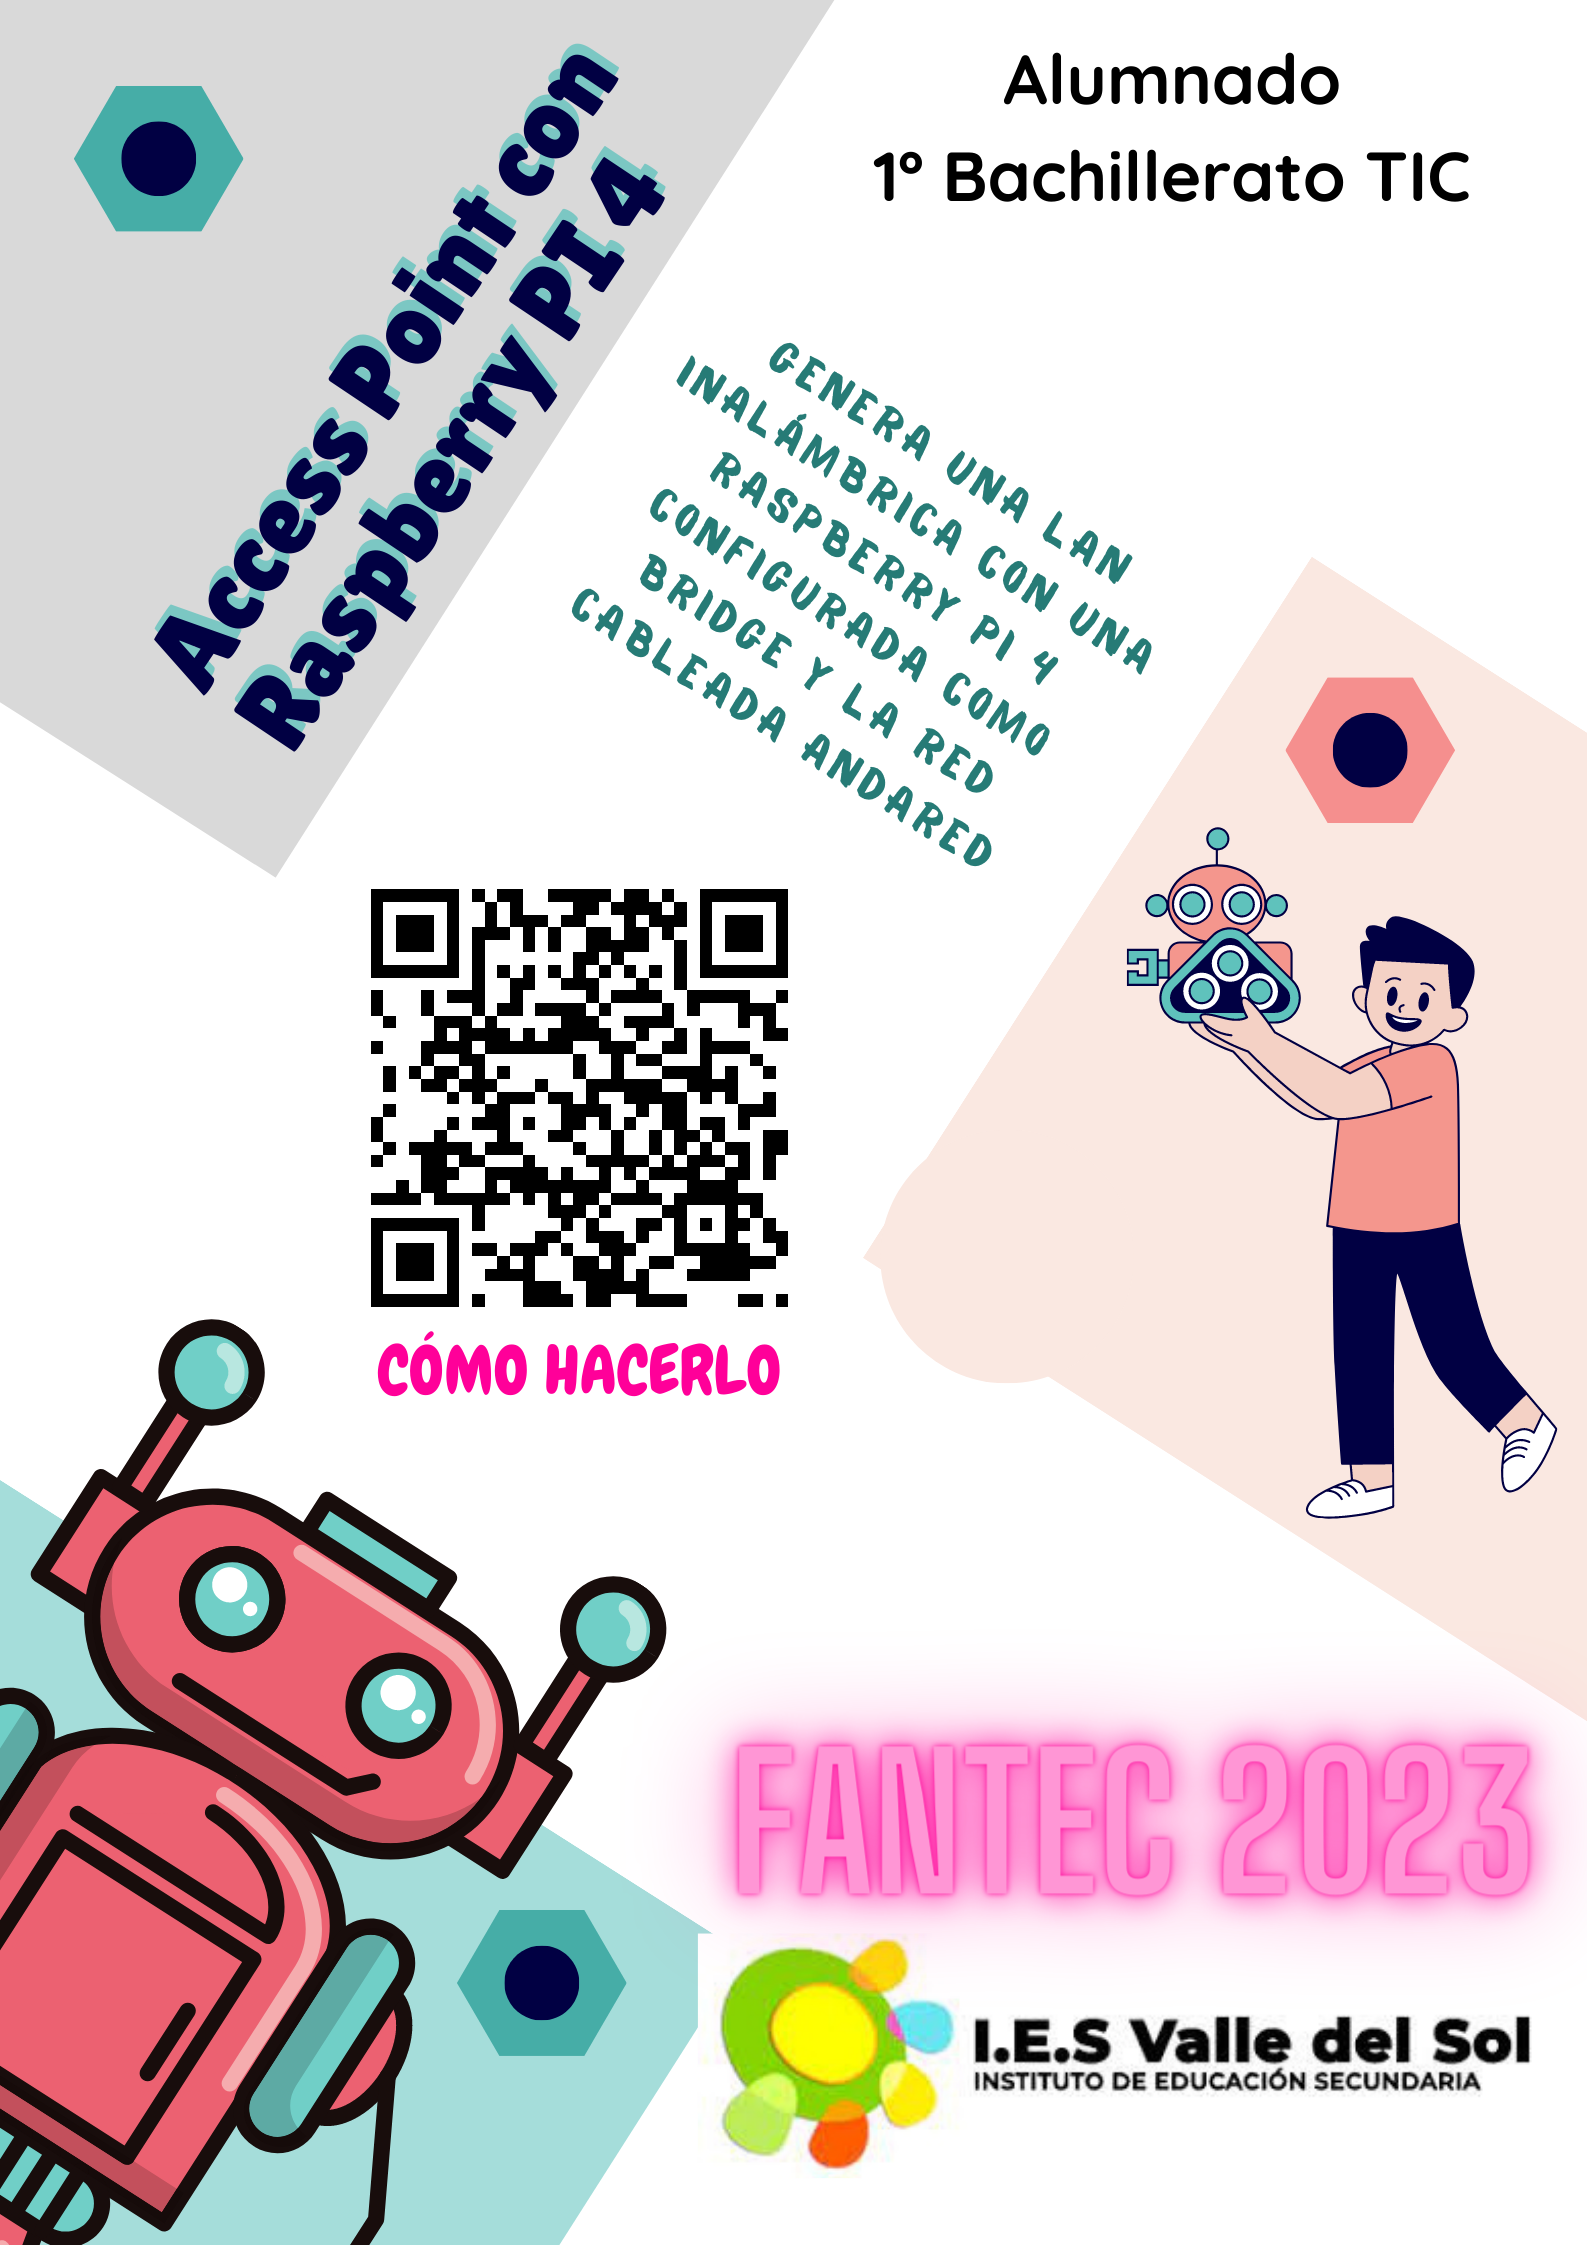 Access Point con
Raspberry PI 4
Alumnado
1º Bachillerato TIC
GENERA UNA LAN
INALÁMBRICA CON UNA
RASPBERRY PI 4
CONFIGURADA COMO
BRIDGE Y LA RED
CABLEADA ANDARED
CÓMO HACERLO
FANTEC 2023
I.E.S Valle del Sol
INSTITUTO DE EDUCACIÓN SECUNDARIA